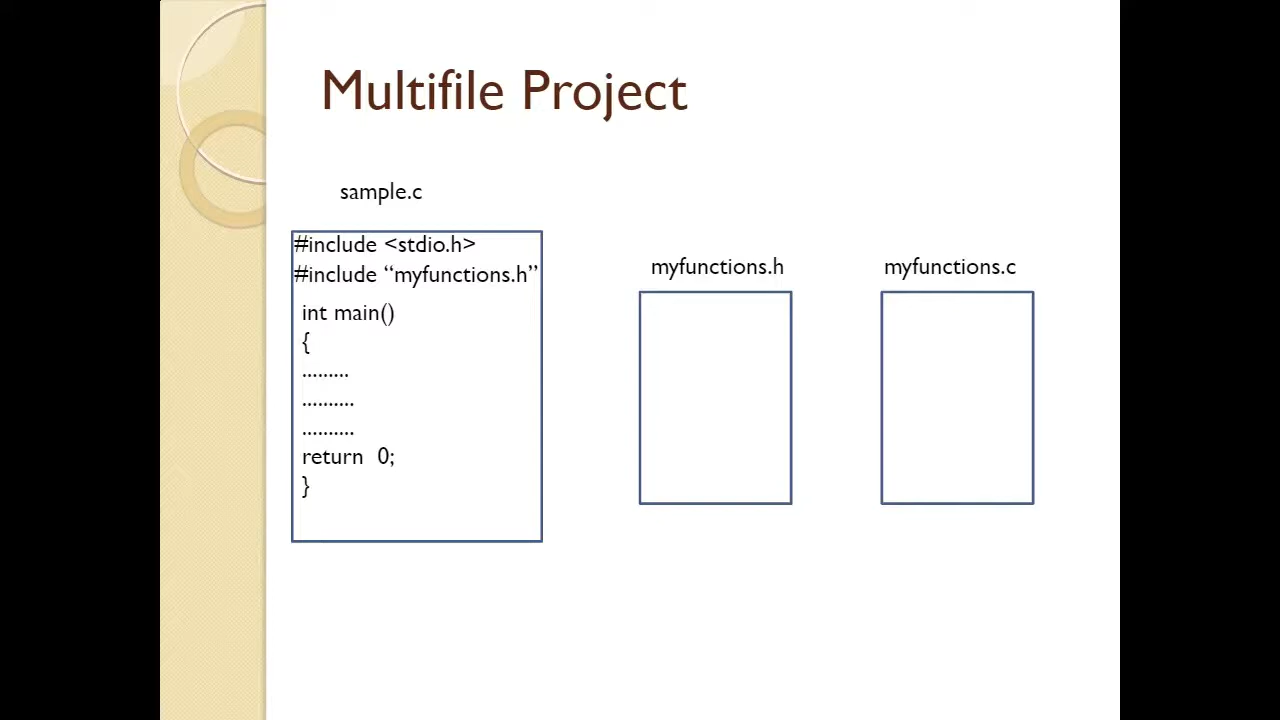 Multifile Project
sample.c
#include <stdio.h>
#include “myfunctions.h”
int main()
{
.........
..........
..........
return  0;
}
myfunctions.h
myfunctions.c